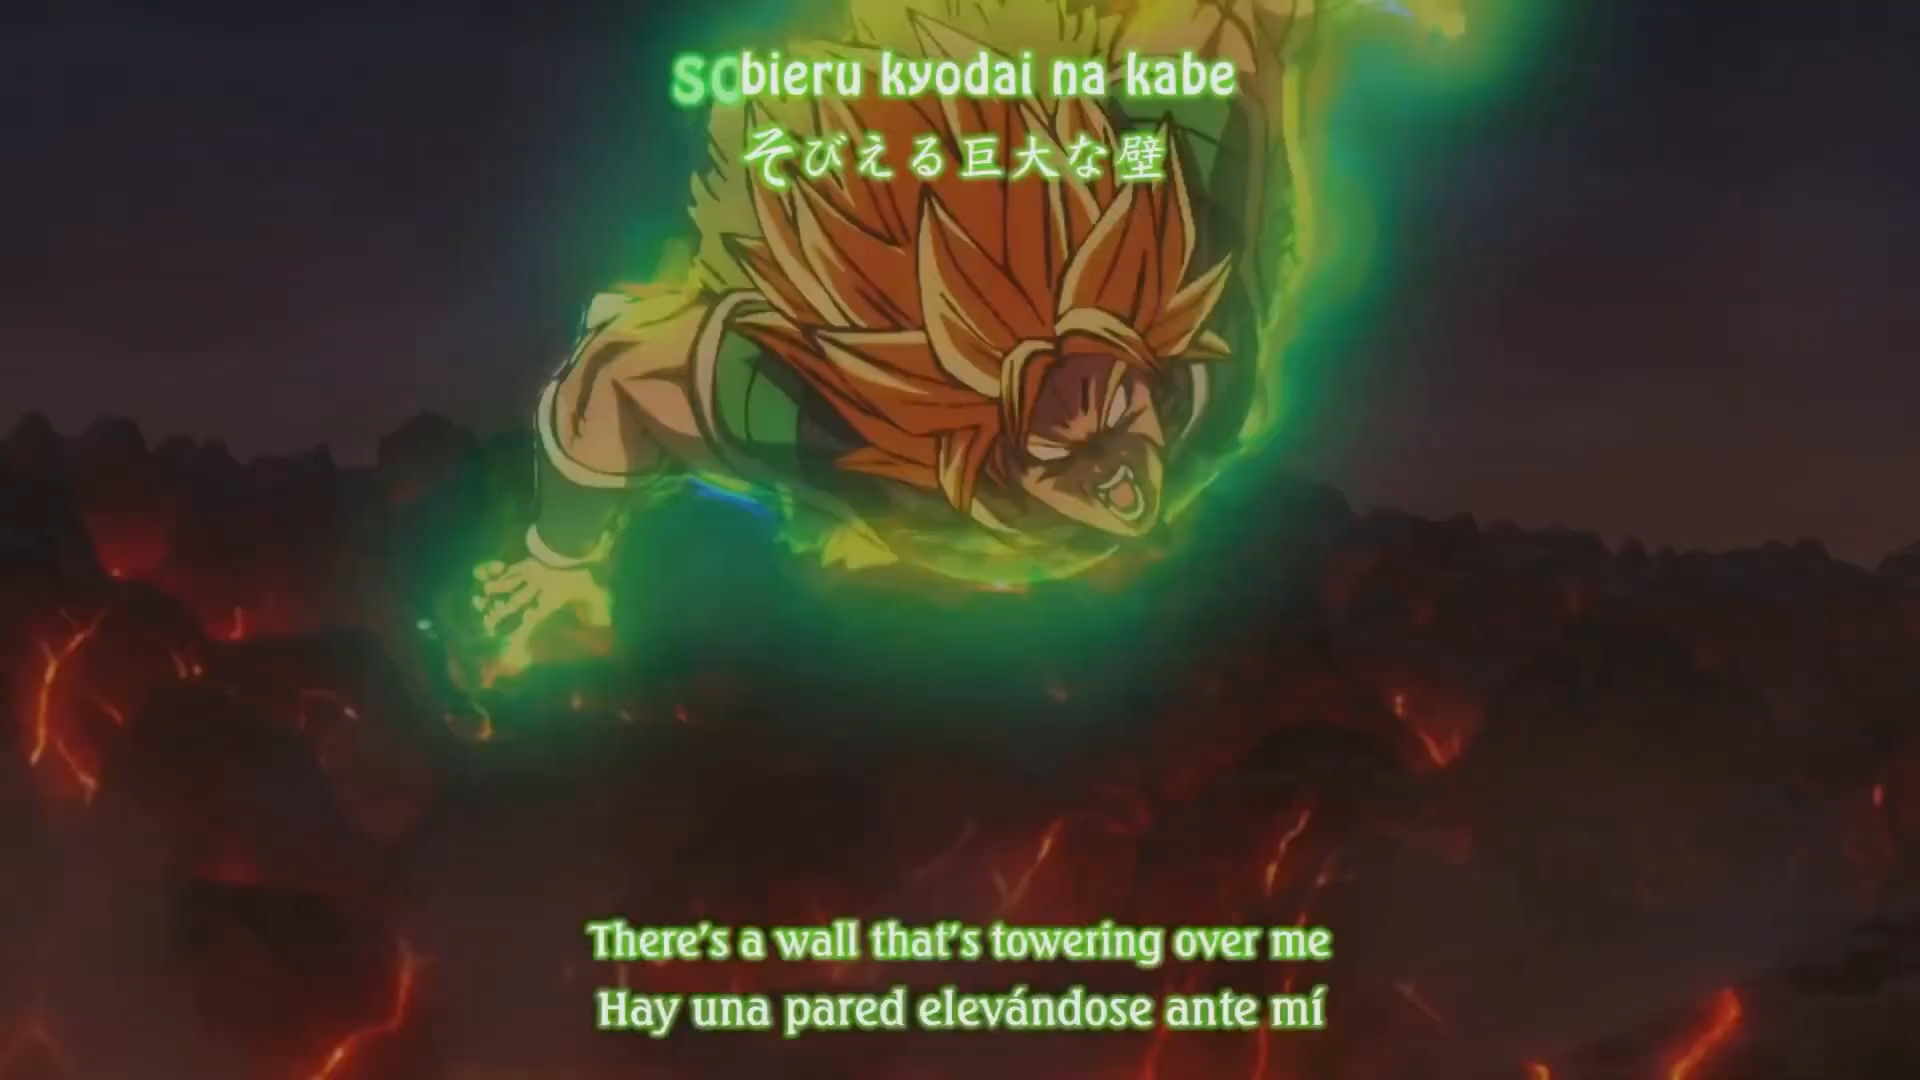 sobieru kyodai na kabe
そびえる巨大な壁
There's a wall that's towering over me
Hay una pared elevándose ante mí